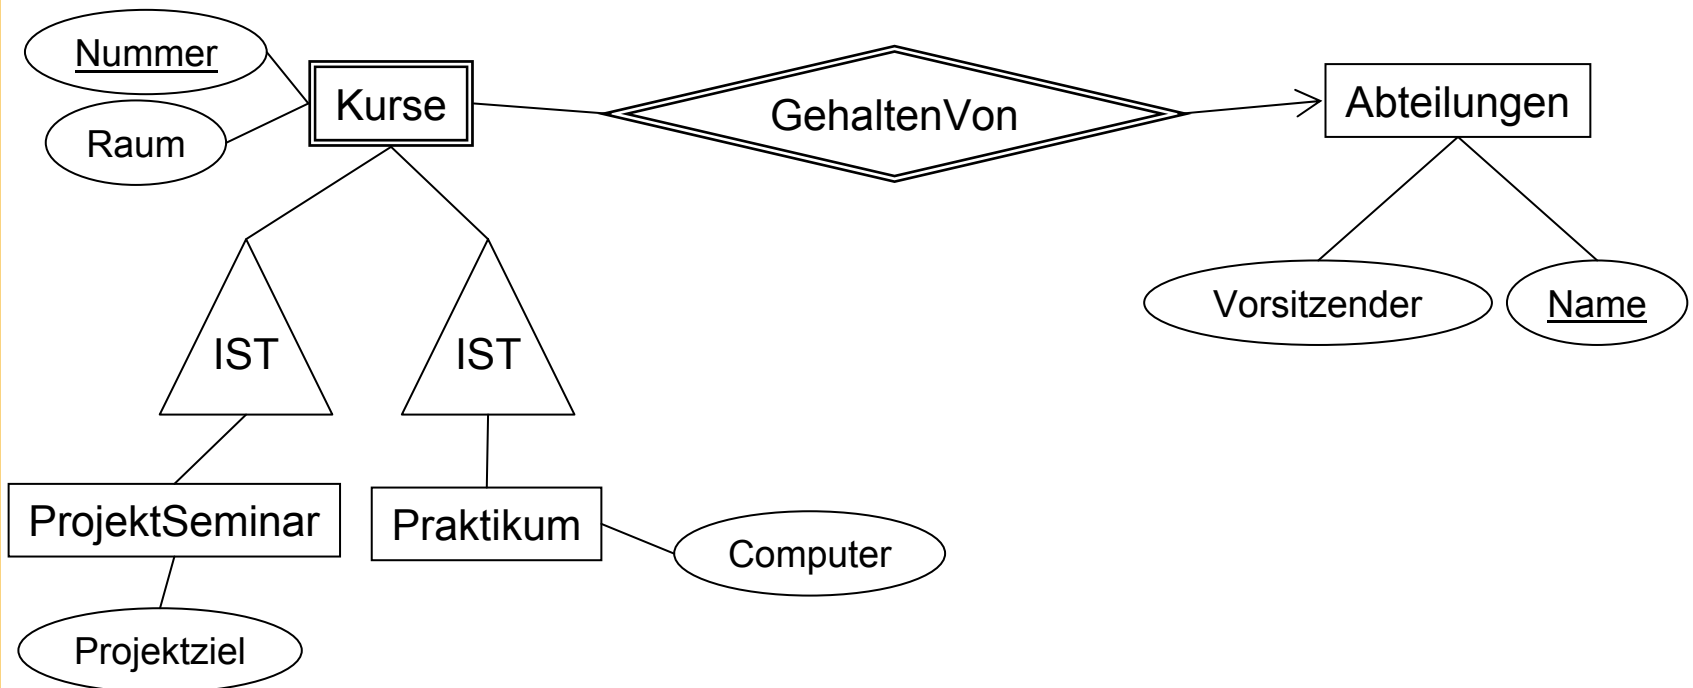 Nummer
Raum
Kurse
GehaltenVon
Abteilungen
Vorsitzender
Name
IST
IST
ProjektSeminar
Praktikum
Computer
Projektziel